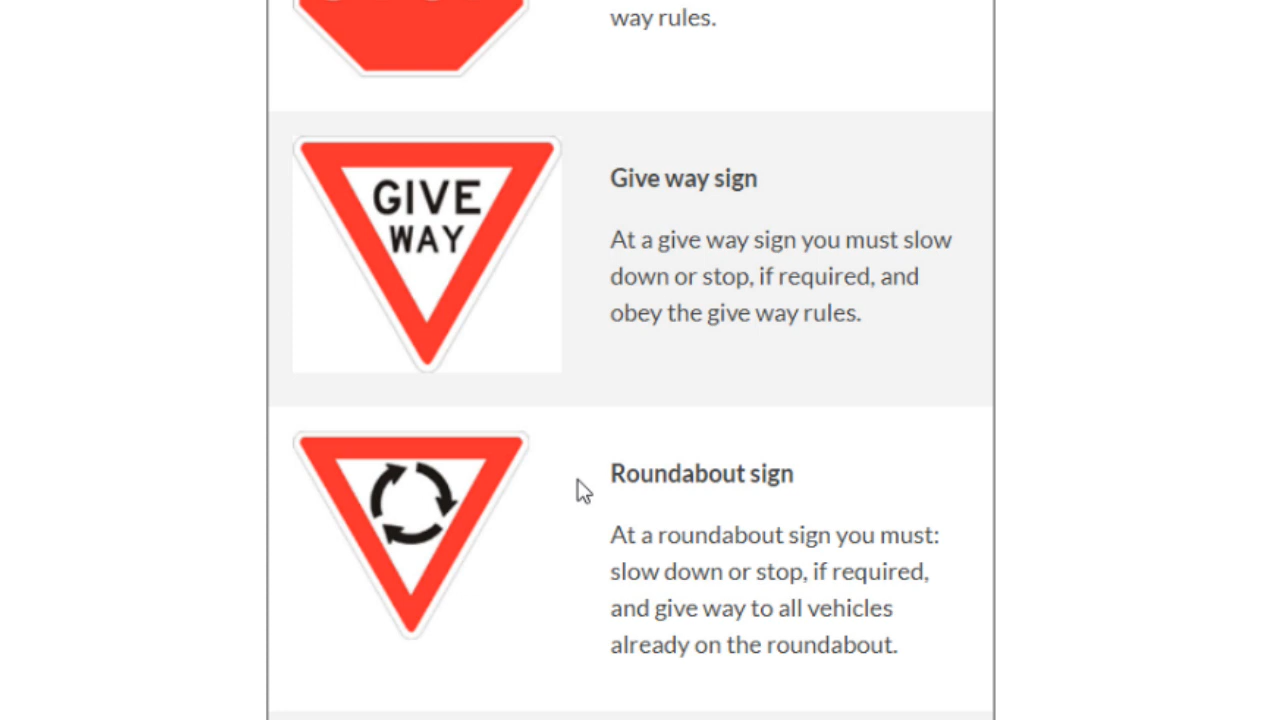 way rules.
GIVE
WAY
Give way sign
At a give way sign you must slow
down or stop, if required, and
obey the give way rules.
Roundabout sign
At a roundabout sign you must:
slow down or stop, if required,
and give way to all vehicles
already on the roundabout.